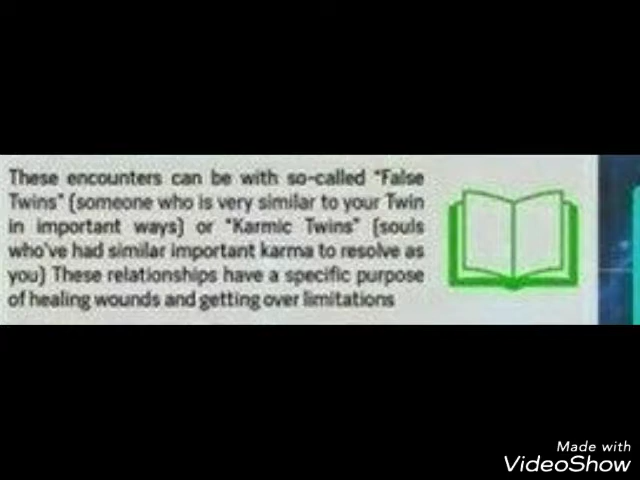 These encounters can be with so-called "False
Twins" (someone who is very similar to your Twin
in important ways) or "Karmic Twins" (souls
who've had similar important karma to resolve as
you) These relationships have a specific purpose
of healing wounds and getting over limitations
Made with
VideoShow